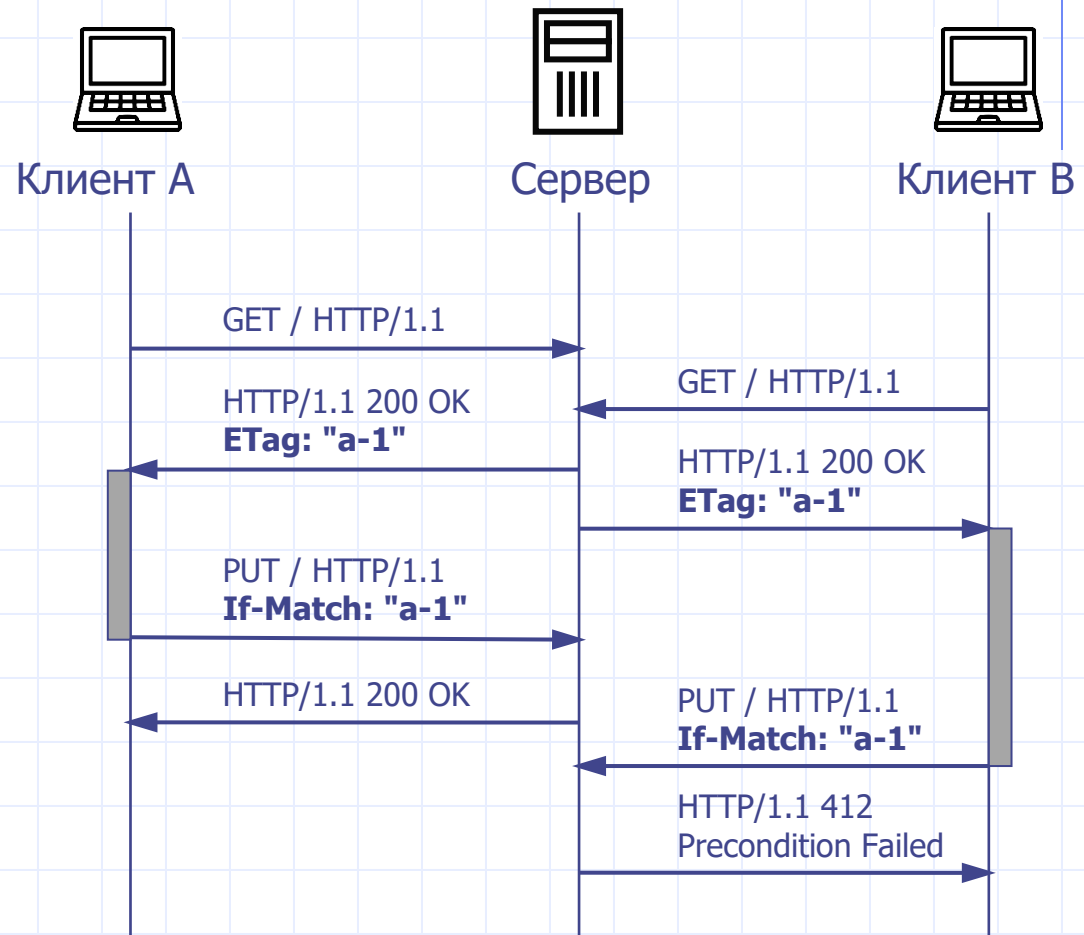 Клиент A
Сервер
Клиент B
GET / HTTP/1.1
GET / HTTP/1.1
HTTP/1.1 200 OK
ETag: "a-1"
HTTP/1.1 200 OK
ETag: "a-1"
PUT / HTTP/1.1
If-Match: "a-1"
HTTP/1.1 200 OK
PUT / HTTP/1.1
If-Match: "a-1"
HTTP/1.1 412
Precondition Failed